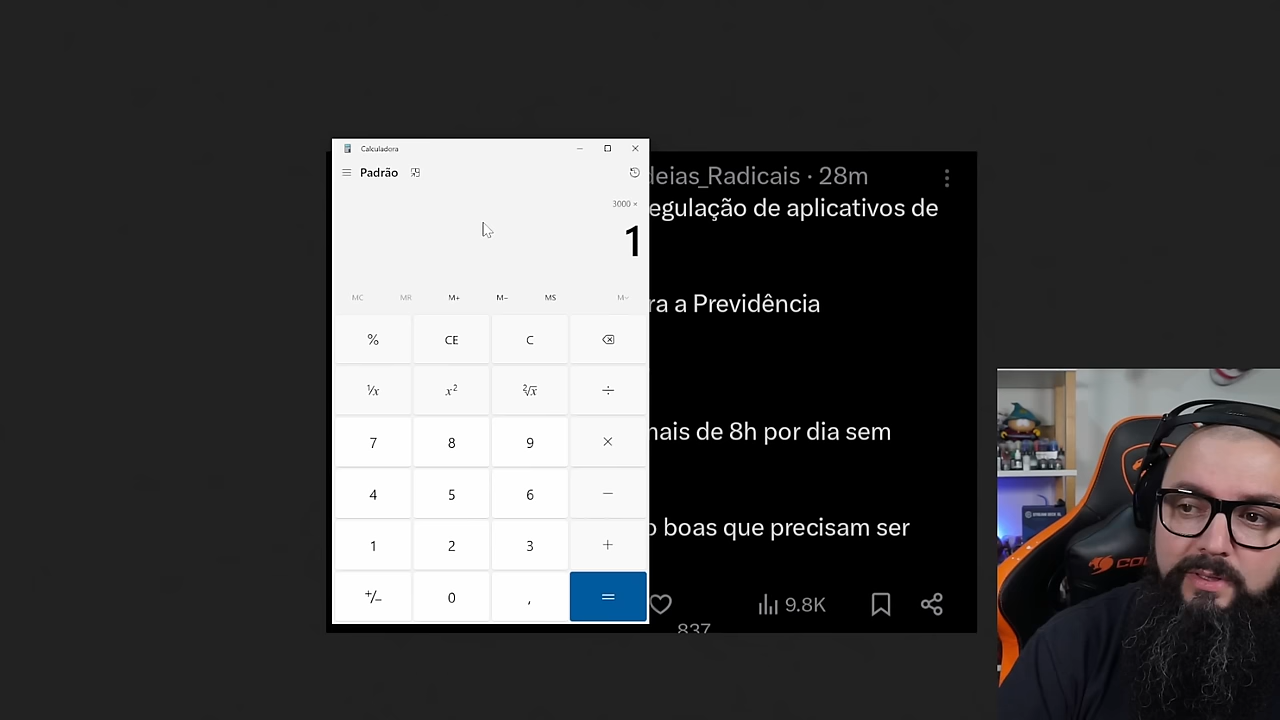 Calculadora
Padrão
3000 ×
1
MC MR M+ M− MS M˅
% CE C
¹⁄x x² ²√x ÷
7 8 9 ×
4 5 6 −
1 2 3 +
+/− 0 , =
deias_Radicais · 28m
egulação de aplicativos de
ra a Previdência
mais de 8h por dia sem
o boas que precisam ser
9.8K
837